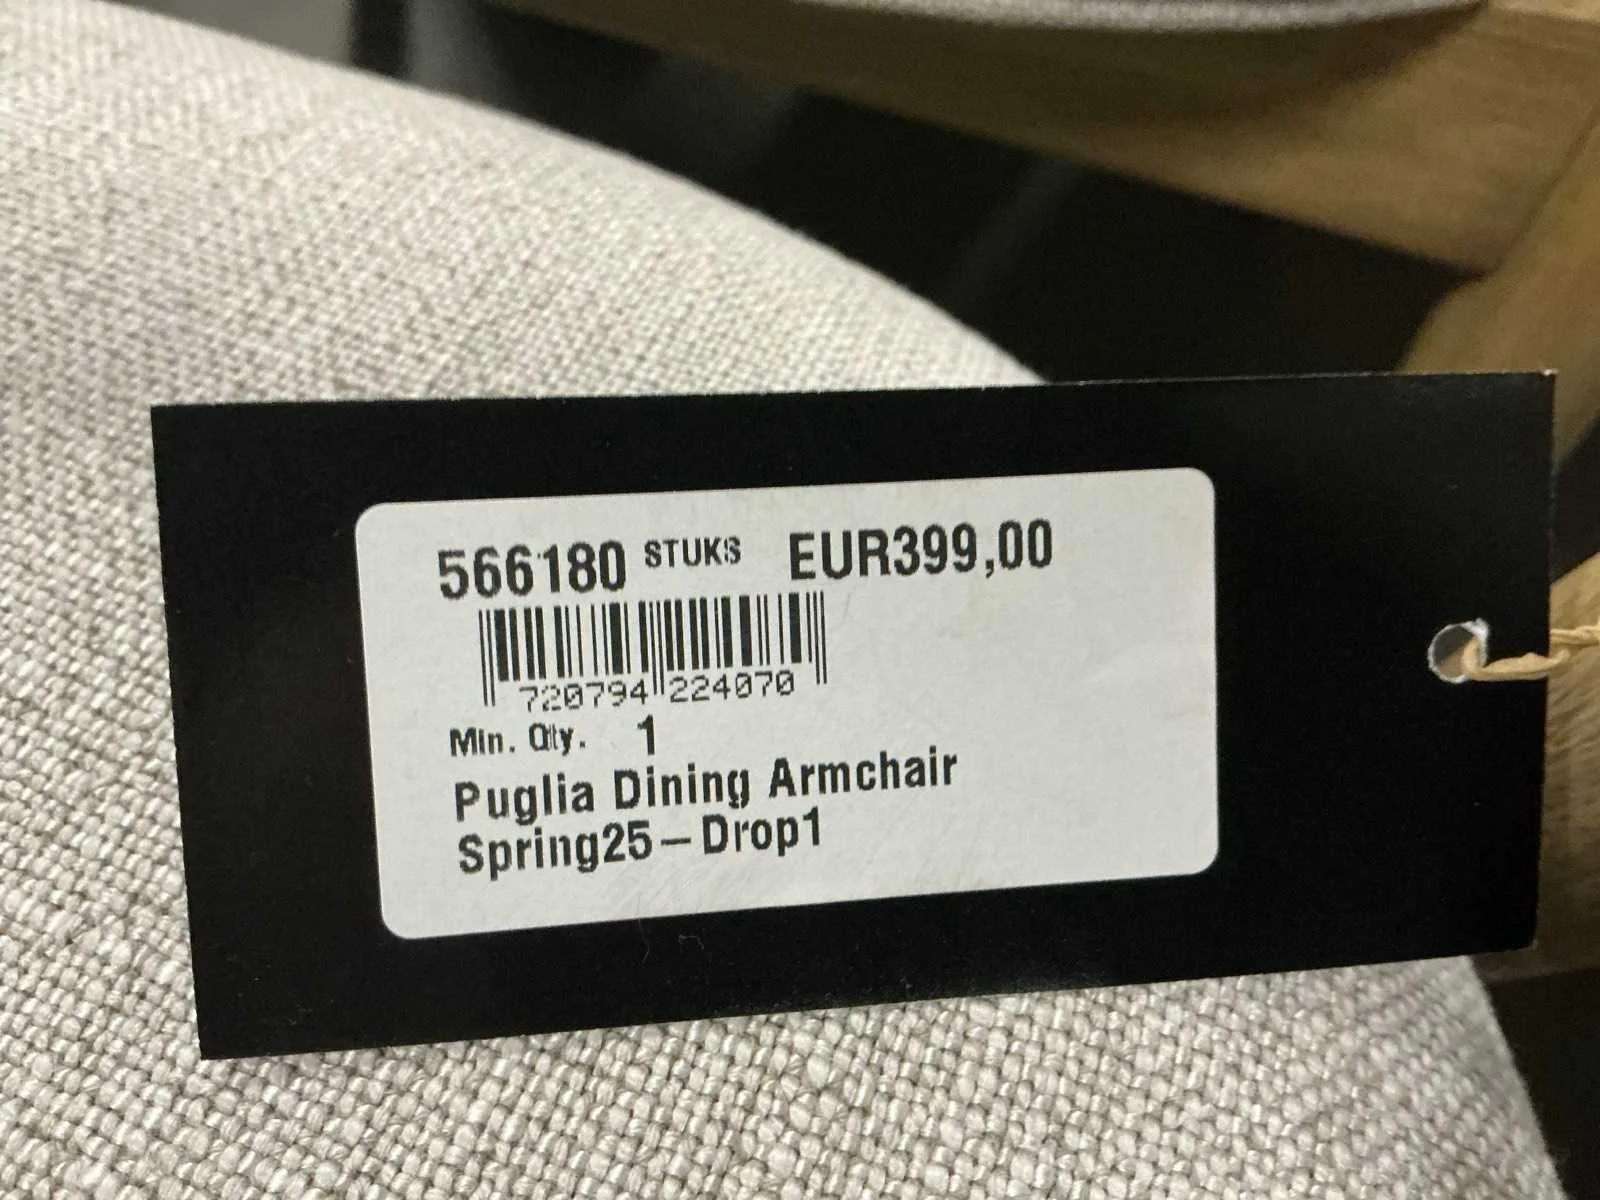 566180 STUKS EUR399,00
720794 224070
Min. Qty. 1
Puglia Dining Armchair
Spring25-Drop1